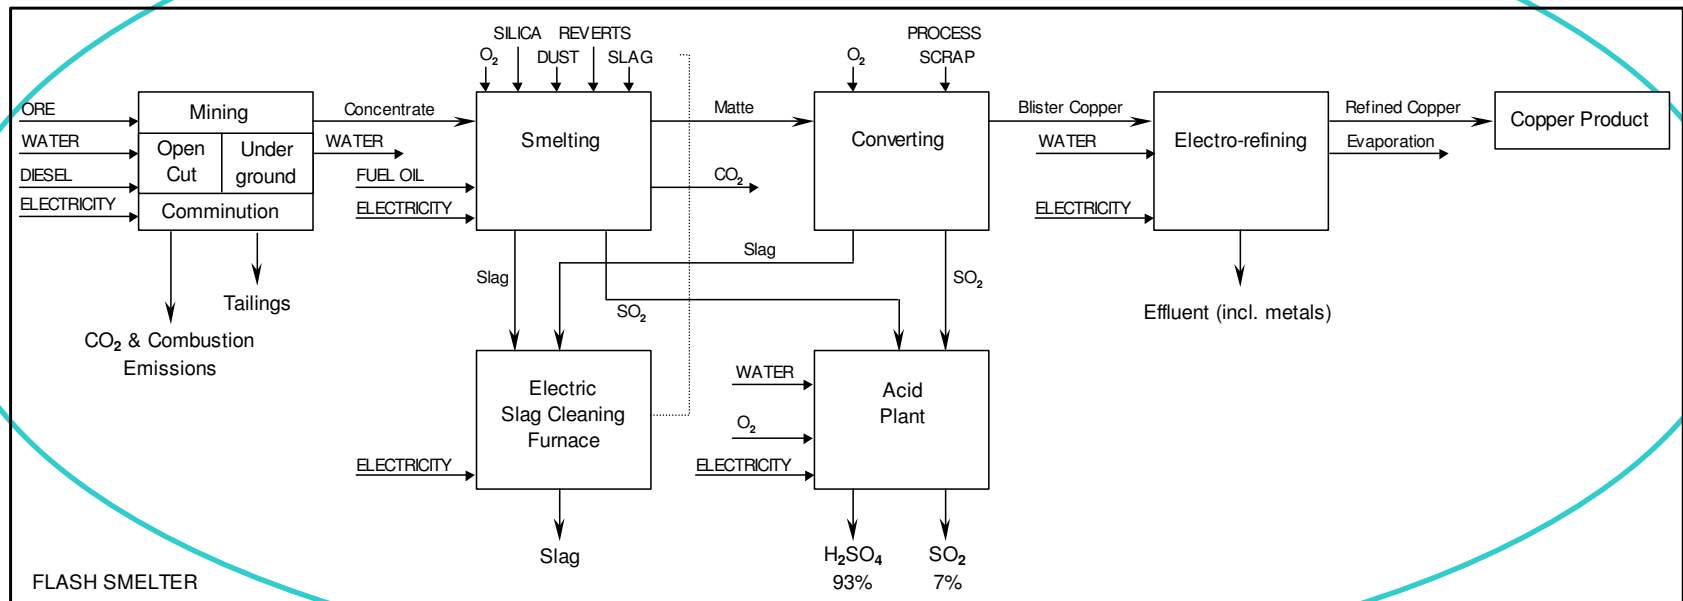 SILICA REVERTS
PROCESS
O₂ DUST SLAG
O₂ SCRAP
ORE
Mining
Concentrate
Matte
Blister Copper
Refined Copper
Copper Product
WATER
Open
Cut
Under
ground
WATER
Smelting
Converting
WATER
Electro-refining
Evaporation
DIESEL
FUEL OIL
CO₂
ELECTRICITY
Comminution
ELECTRICITY
ELECTRICITY
Slag
Slag
SO₂
SO₂
Tailings
Effluent (incl. metals)
CO₂ & Combustion
Emissions
Electric
Slag Cleaning
Furnace
WATER
Acid
Plant
O₂
ELECTRICITY
ELECTRICITY
Slag
H₂SO₄
93%
SO₂
7%
FLASH SMELTER